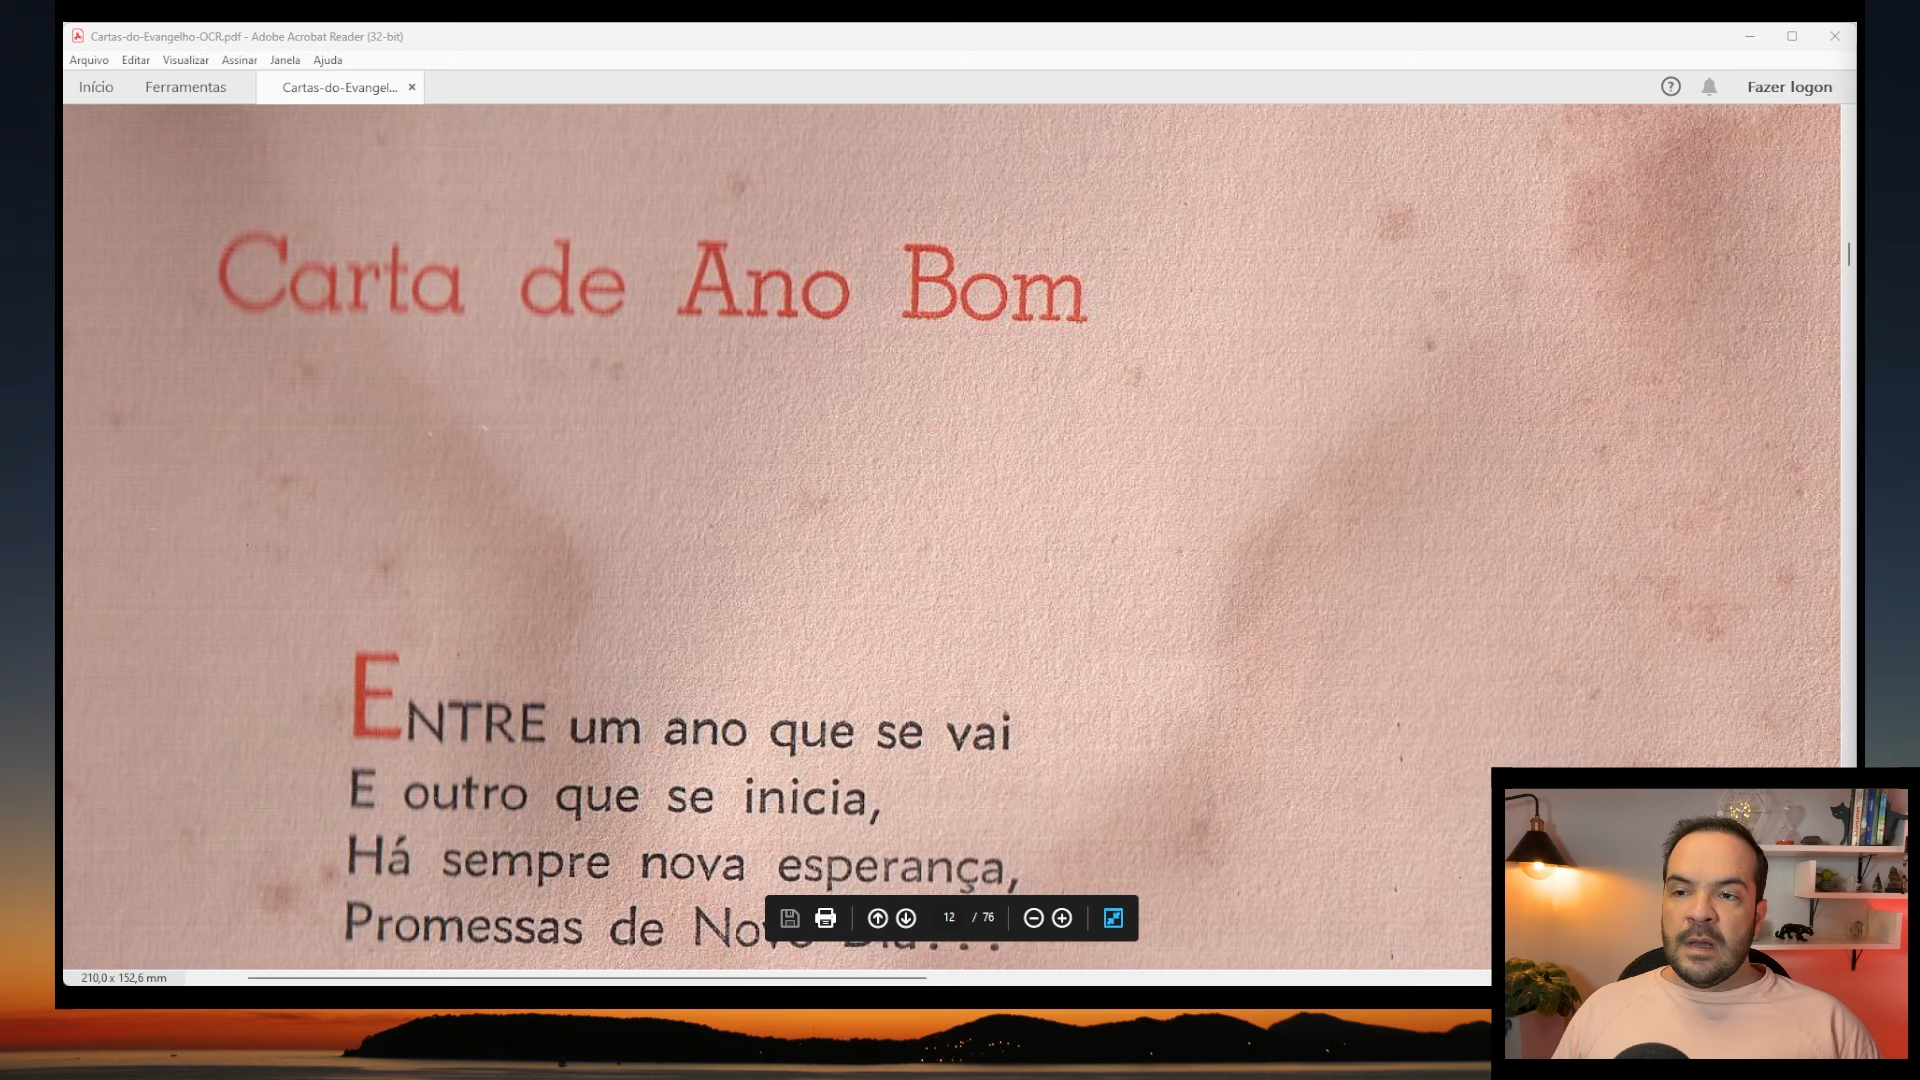 Cartas-do-Evangelho-OCR.pdf - Adobe Acrobat Reader (32-bit)
Arquivo Editar Visualizar Assinar Janela Ajuda
Início Ferramentas Cartas-do-Evangel... × Fazer logon
Carta de Ano Bom
ENTRE um ano que se vai
E outro que se inicia,
Há sempre nova esperança,
Promessas de Novo Dia...
12 / 76
210,0 x 152,6 mm